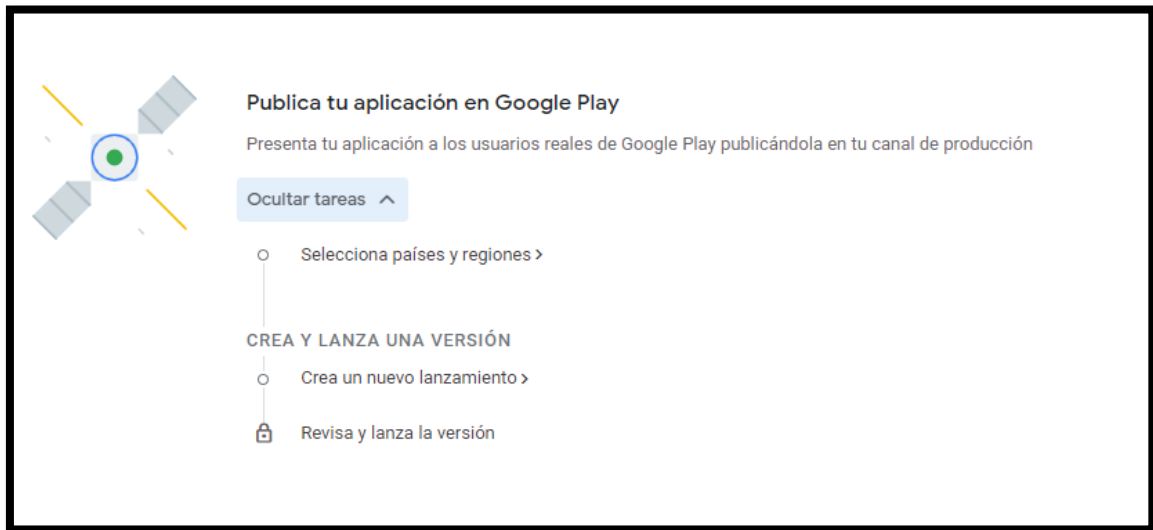 Publica tu aplicación en Google Play
Presenta tu aplicación a los usuarios reales de Google Play publicándola en tu canal de producción
Ocultar tareas
Selecciona países y regiones
CREA Y LANZA UNA VERSIÓN
Crea un nuevo lanzamiento
Revisa y lanza la versión